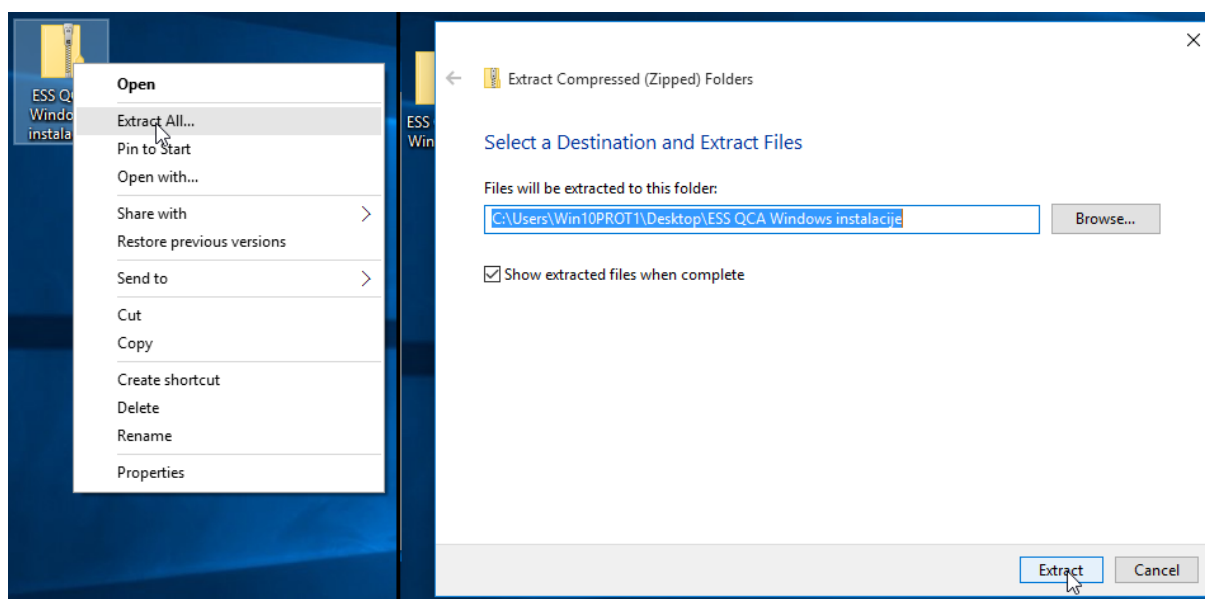 ESS Q
Windo
instala
Open
Extract All...
Pin to Start
Open with...
Share with
Restore previous versions
Send to
Cut
Copy
Create shortcut
Delete
Rename
Properties
ESS
Win
Extract Compressed (Zipped) Folders
Select a Destination and Extract Files
Files will be extracted to this folder:
C:\Users\Win10PROT1\Desktop\ESS QCA Windows instalacije
Browse...
Show extracted files when complete
Extract
Cancel